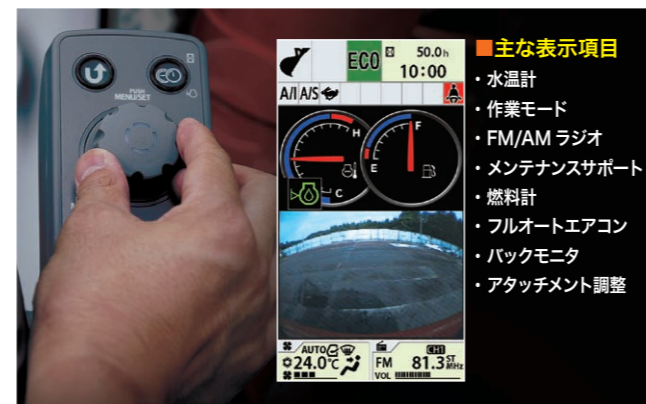 PUSH
MENU/SET
ECO
50.0h
10:00
A/I A/S
H
C
F
E
AUTO
24.0℃
FM
CH1
81.3 ST MHz
VOL
■主な表示項目
・水温計
・作業モード
・FM/AM ラジオ
・メンテナンスサポート
・燃料計
・フルオートエアコン
・バックモニタ
・アタッチメント調整